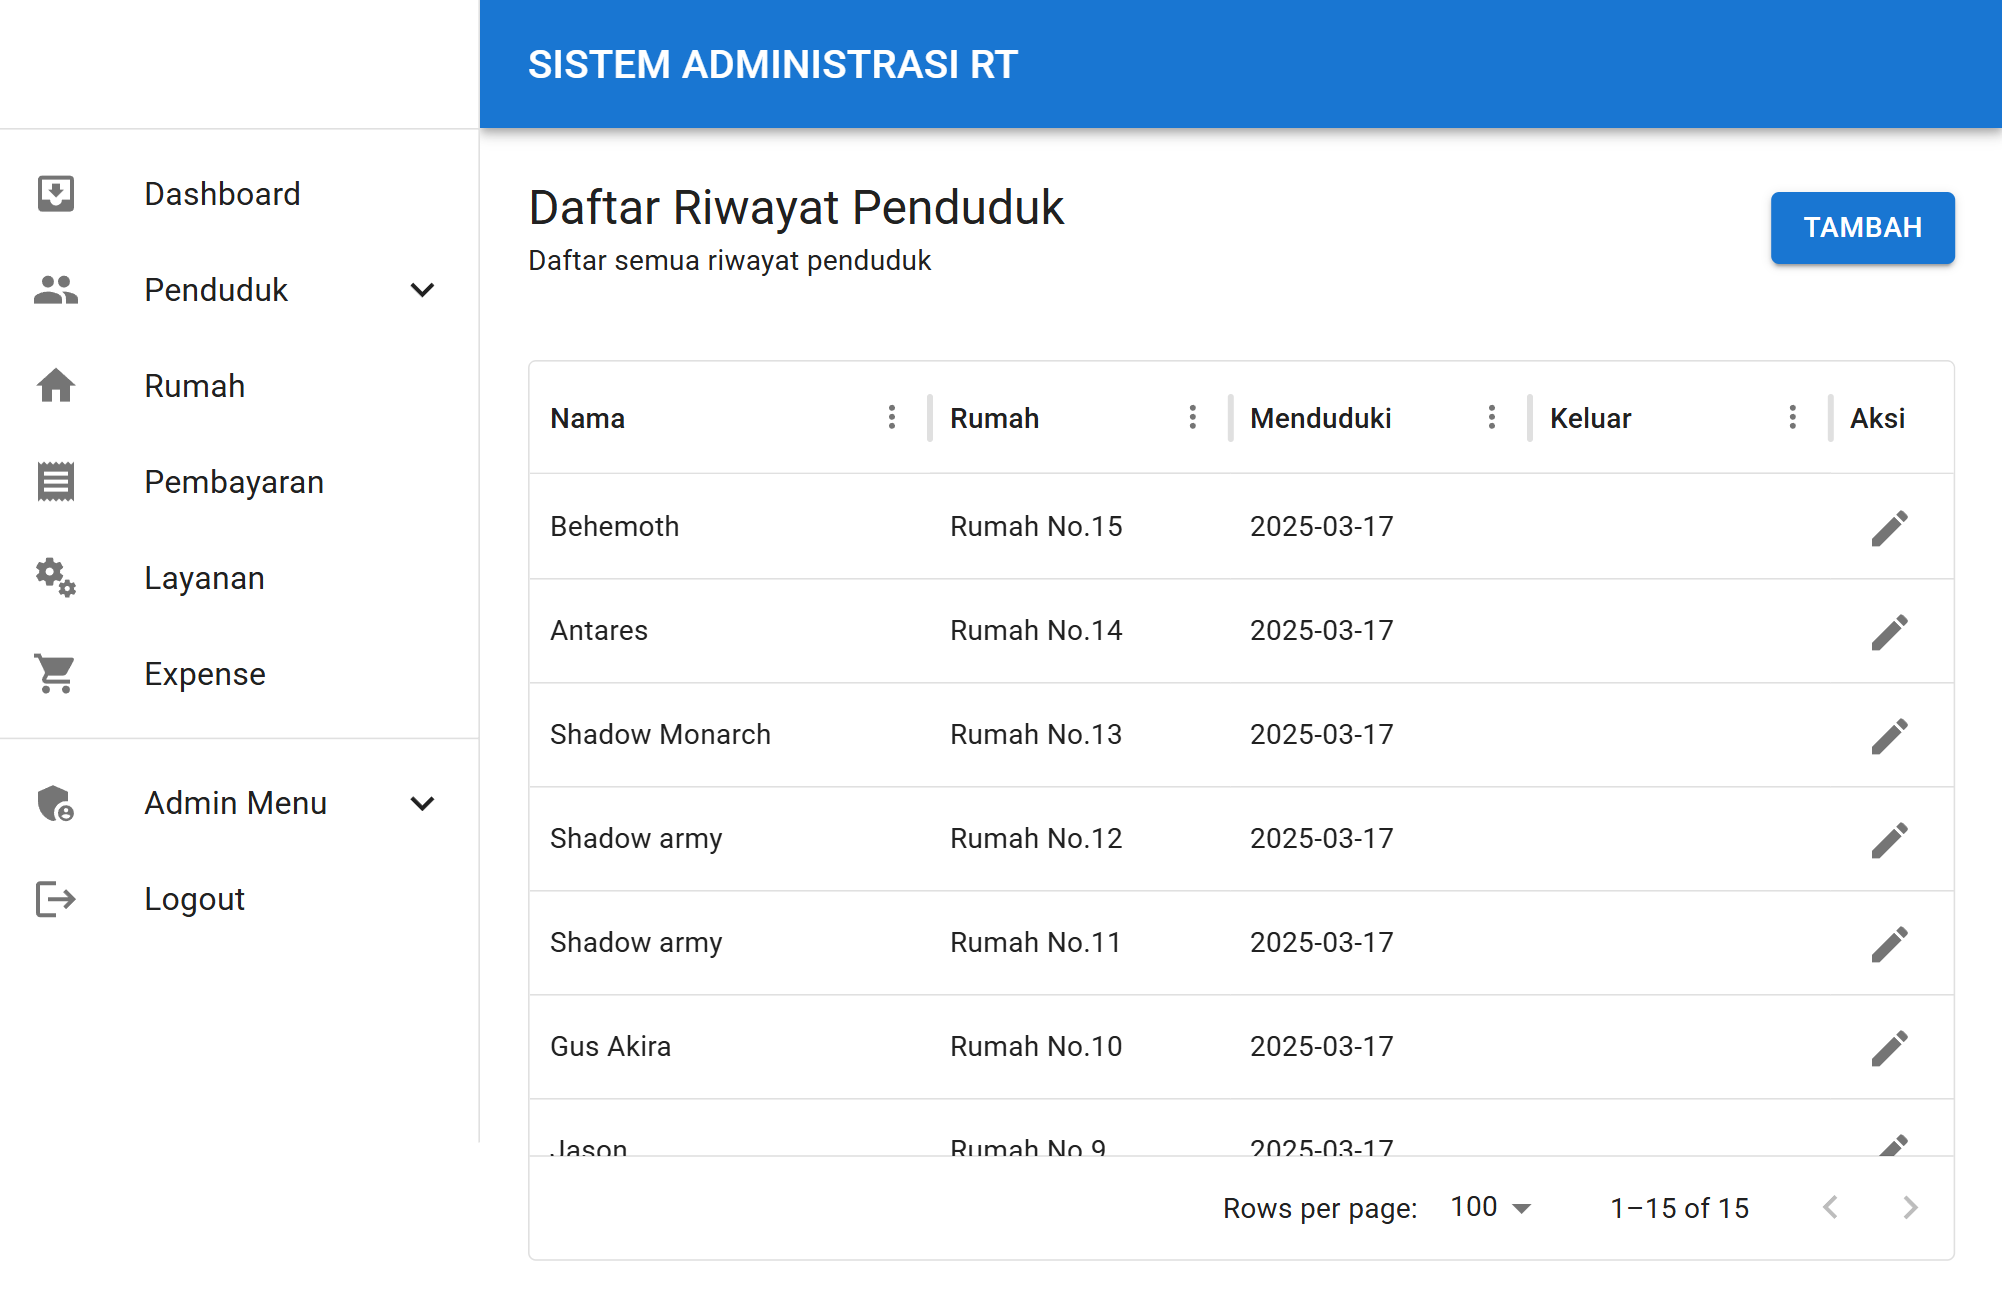 SISTEM ADMINISTRASI RT
Dashboard
Penduduk
Rumah
Pembayaran
Layanan
Expense
Admin Menu
Logout
Daftar Riwayat Penduduk
Daftar semua riwayat penduduk
TAMBAH
Nama Rumah Menduduki Keluar Aksi
Behemoth Rumah No.15 2025-03-17
Antares Rumah No.14 2025-03-17
Shadow Monarch Rumah No.13 2025-03-17
Shadow army Rumah No.12 2025-03-17
Shadow army Rumah No.11 2025-03-17
Gus Akira Rumah No.10 2025-03-17
Jason Rumah No.9 2025-03-17
Rows per page: 100 1–15 of 15